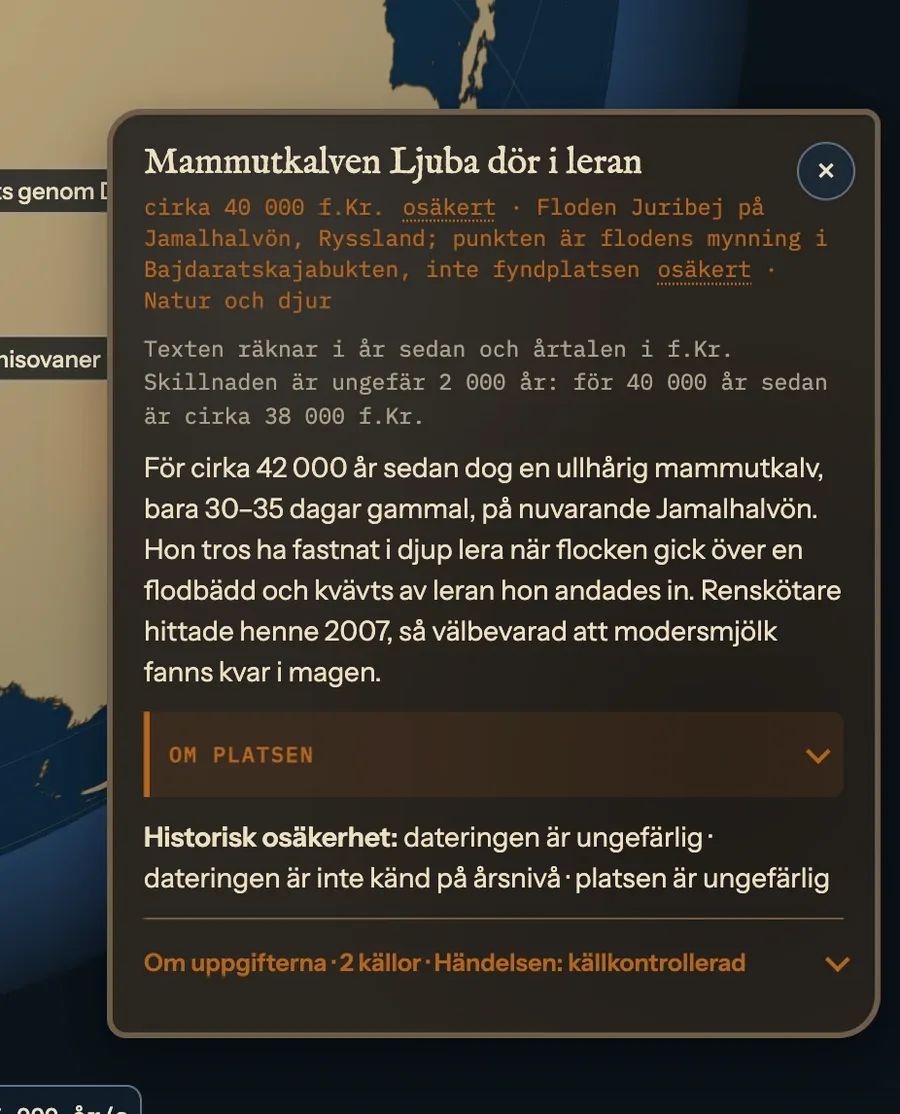 Mammutkalven Ljuba dör i leran
×
cirka 40 000 f.Kr. osäkert · Floden Juribej på
Jamalhalvön, Ryssland; punkten är flodens mynning i
Bajdaratskajabukten, inte fyndplatsen osäkert ·
Natur och djur
ts genom
nisovaner
Texten räknar i år sedan och årtalen i f.Kr.
Skillnaden är ungefär 2 000 år: för 40 000 år sedan
är cirka 38 000 f.Kr.
För cirka 42 000 år sedan dog en ullhårig mammutkalv,
bara 30–35 dagar gammal, på nuvarande Jamalhalvön.
Hon tros ha fastnat i djup lera när flocken gick över en
flodbädd och kvävts av leran hon andades in. Renskötare
hittade henne 2007, så välbevarad att modersmjölk
fanns kvar i magen.
OM PLATSEN
Historisk osäkerhet: dateringen är ungefärlig ·
dateringen är inte känd på årsnivå · platsen är ungefärlig
Om uppgifterna · 2 källor · Händelsen: källkontrollerad
000 år/s